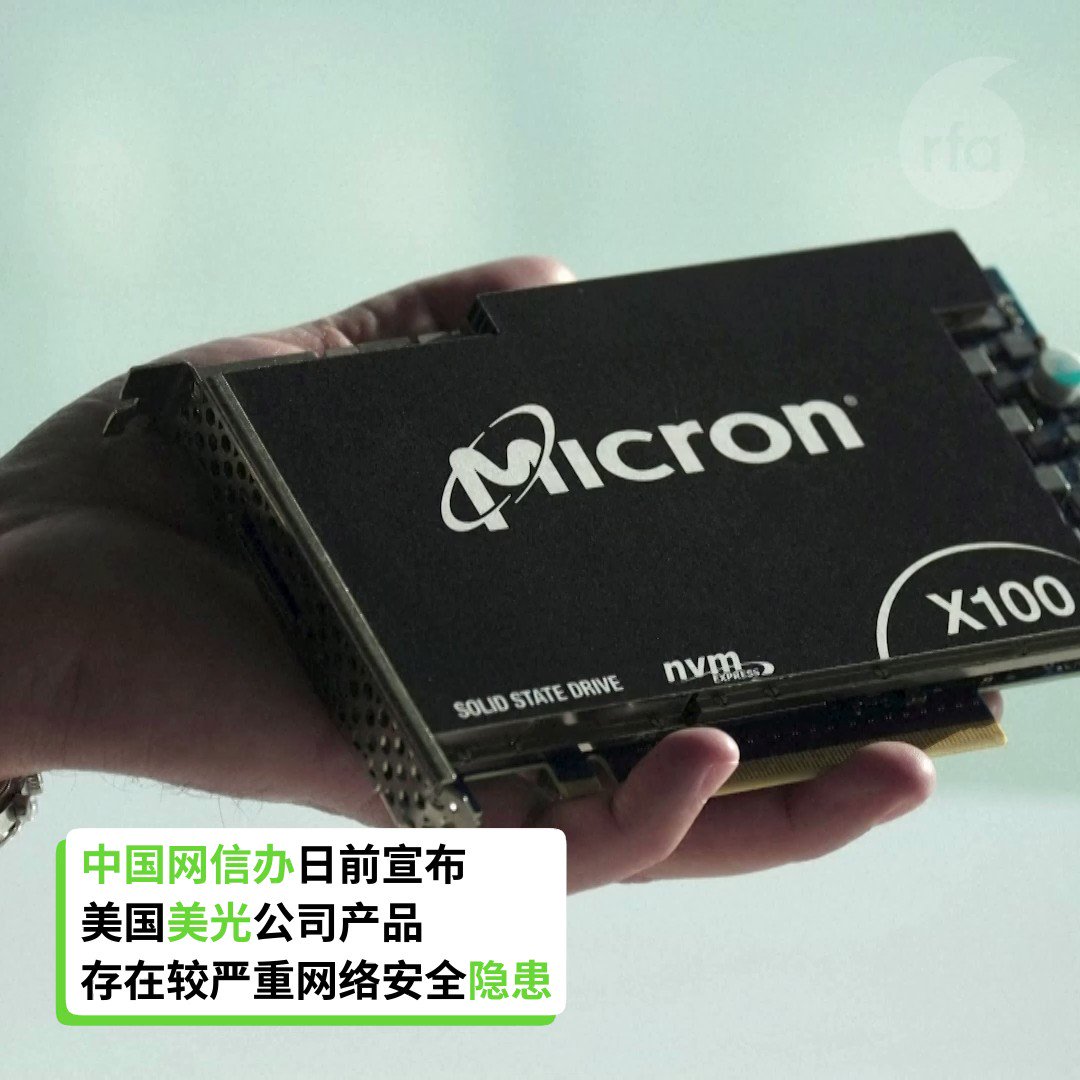 rfa
Micron
X100
nvm
EXPRESS
SOLID STATE DRIVE
中国网信办日前宣布
美国美光公司产品
存在较严重网络安全隐患